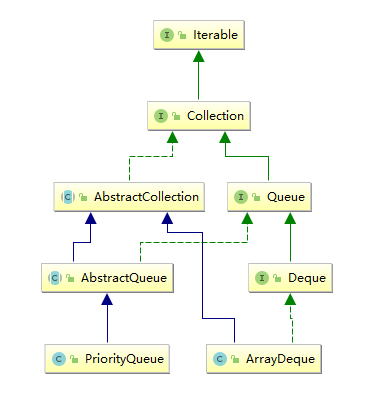 I Iterable
I Collection
C AbstractCollection
I Queue
C AbstractQueue
I Deque
C PriorityQueue
C ArrayDeque